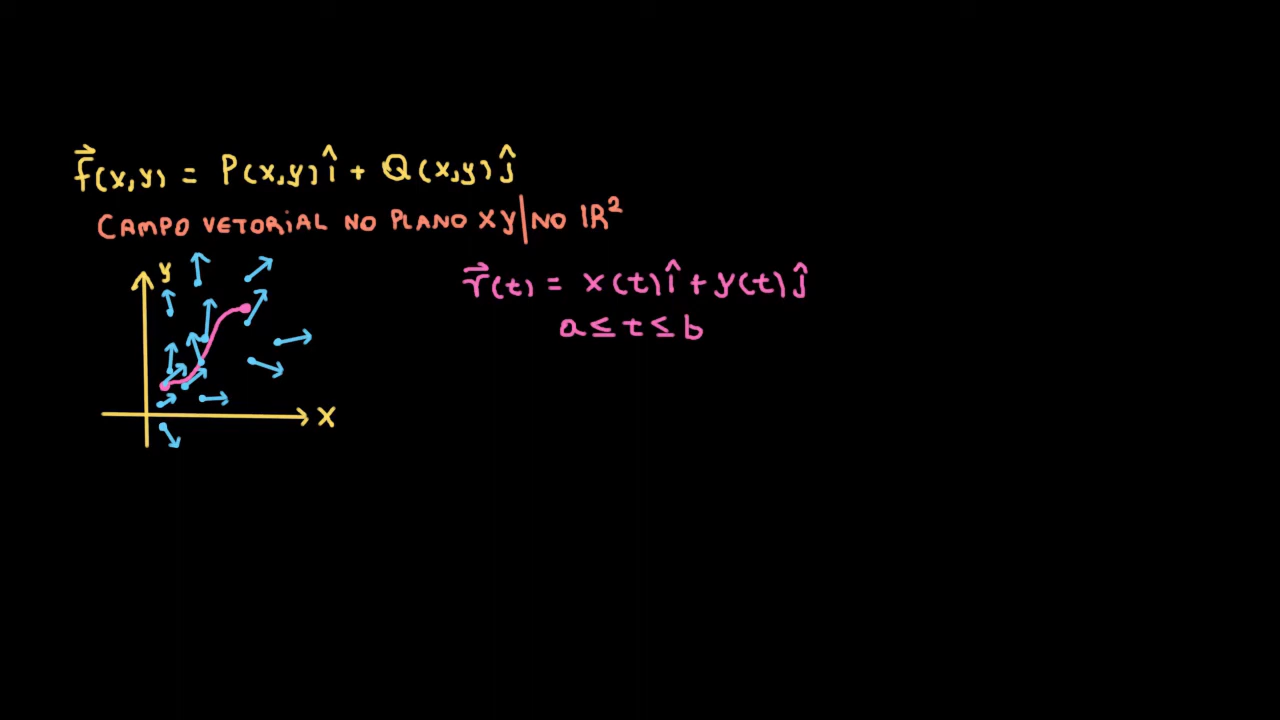 f⃗(x,y) = P(x,y)î + Q(x,y)ĵ
CAMPO VETORIAL NO PLANO XY|NO IR²
y
r⃗(t) = x(t)î + y(t)ĵ
a ≤ t ≤ b
X